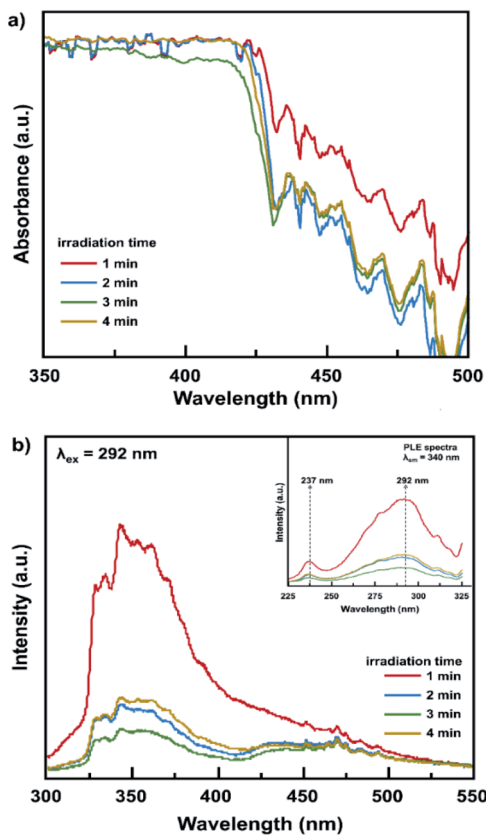 a)
Absorbance (a.u.)
irradiation time
1 min
2 min
3 min
4 min
350 400 450 500
Wavelength (nm)
b)
λex = 292 nm
PLE spectra
λem = 340 nm
237 nm 292 nm
Intensity (a.u.)
225 250 275 300 325
Wavelength (nm)
Intensity (a.u.)
irradiation time
1 min
2 min
3 min
4 min
300 350 400 450 500 550
Wavelength (nm)